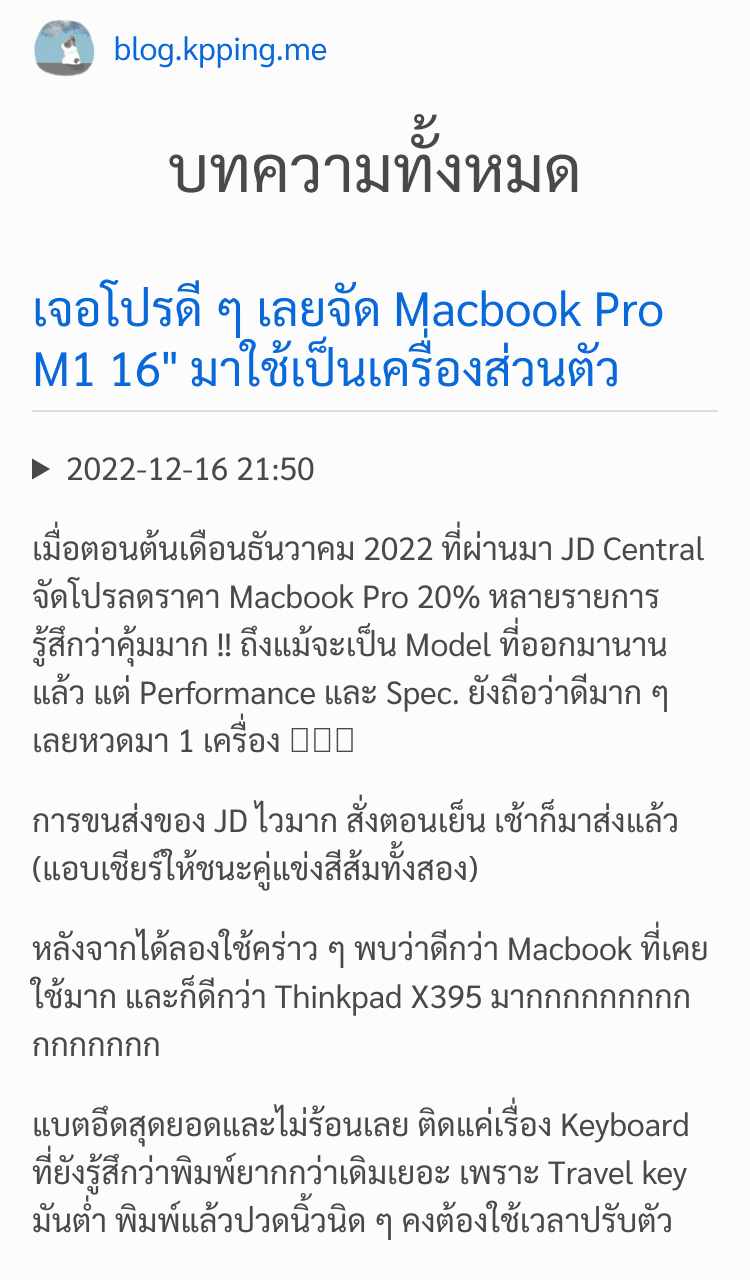 blog.kpping.me
บทความทั้งหมด
เจอโปรดี ๆ เลยจัด Macbook Pro
M1 16" มาใช้เป็นเครื่องส่วนตัว
2022-12-16 21:50
เมื่อตอนต้นเดือนธันวาคม 2022 ที่ผ่านมา JD Central
จัดโปรลดราคา Macbook Pro 20% หลายรายการ
รู้สึกว่าคุ้มมาก !! ถึงแม้จะเป็น Model ที่ออกมานาน
แล้ว แต่ Performance และ Spec. ยังถือว่าดีมาก ๆ
เลยหวดมา 1 เครื่อง
การขนส่งของ JD ไวมาก สั่งตอนเย็น เช้าก็มาส่งแล้ว
(แอบเชียร์ให้ชนะคู่แข่งสีส้มทั้งสอง)
หลังจากได้ลองใช้คร่าว ๆ พบว่าดีกว่า Macbook ที่เคย
ใช้มาก และก็ดีกว่า Thinkpad X395 มากกกกกกกกก
กกกกกกก
แบตอึดสุดยอดและไม่ร้อนเลย ติดแค่เรื่อง Keyboard
ที่ยังรู้สึกว่าพิมพ์ยากกว่าเดิมเยอะ เพราะ Travel key
มันต่ำ พิมพ์แล้วปวดนิ้วนิด ๆ คงต้องใช้เวลาปรับตัว